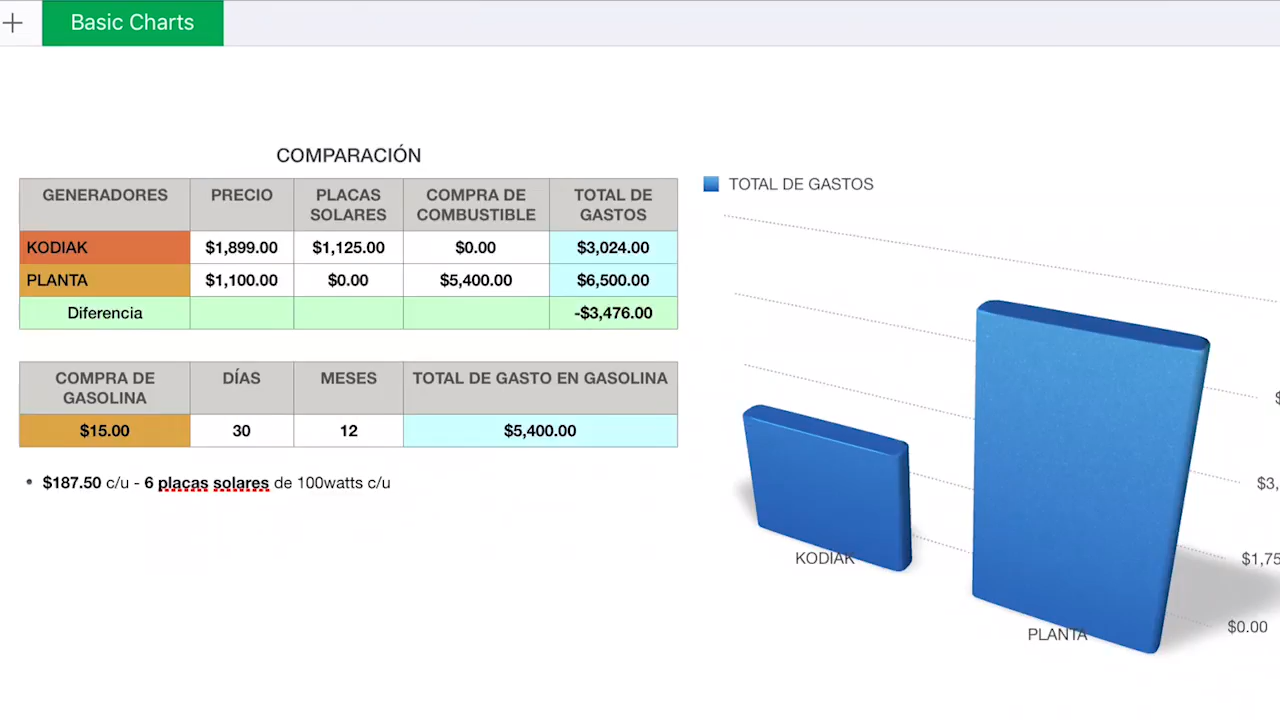 Basic Charts
COMPARACIÓN
GENERADORES PRECIO PLACAS SOLARES COMPRA DE COMBUSTIBLE TOTAL DE GASTOS
KODIAK $1,899.00 $1,125.00 $0.00 $3,024.00
PLANTA $1,100.00 $0.00 $5,400.00 $6,500.00
Diferencia -$3,476.00
COMPRA DE GASOLINA DÍAS MESES TOTAL DE GASTO EN GASOLINA
$15.00 30 12 $5,400.00
• $187.50 c/u - 6 placas solares de 100watts c/u
TOTAL DE GASTOS
KODIAK
PLANTA
$3,
$1,75
$0.00